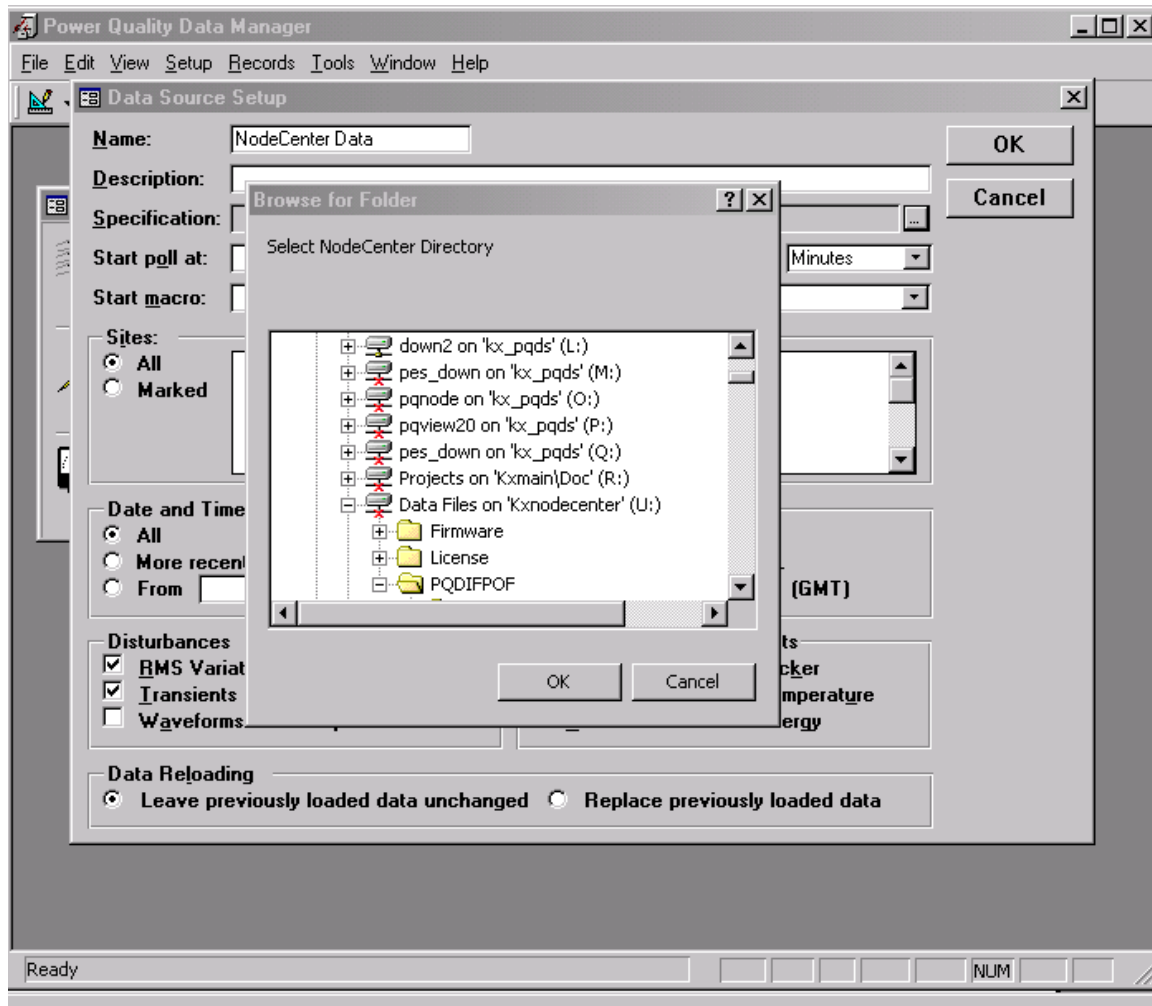 Power Quality Data Manager
File Edit View Setup Records Tools Window Help
Data Source Setup
Name: NodeCenter Data
OK
Description:
Cancel
Specification:
...
Start poll at:
Minutes
Start macro:
Browse for Folder
Select NodeCenter Directory
down2 on 'kx_pqds' (L:)
pes_down on 'kx_pqds' (M:)
pqnode on 'kx_pqds' (O:)
pqview20 on 'kx_pqds' (P:)
pes_down on 'kx_pqds' (Q:)
Projects on 'Kxmain\Doc' (R:)
Data Files on 'Kxnodecenter' (U:)
Firmware
License
PQDIFPOF
OK Cancel
Sites:
All
Marked
Date and Time
All
More recen
From
(GMT)
Disturbances
RMS Variat
Transients
Waveforms
ts
cker
mperature
ergy
Data Reloading
Leave previously loaded data unchanged Replace previously loaded data
Ready NUM